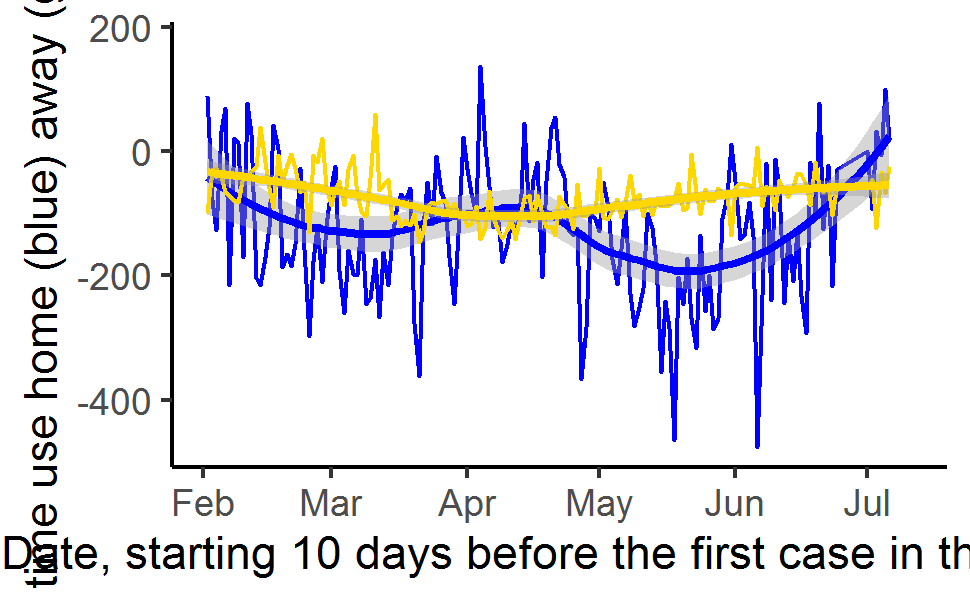 time use home (blue) away (
200
0
-200
-400
Feb Mar Apr May Jun Jul
Date, starting 10 days before the first case in th